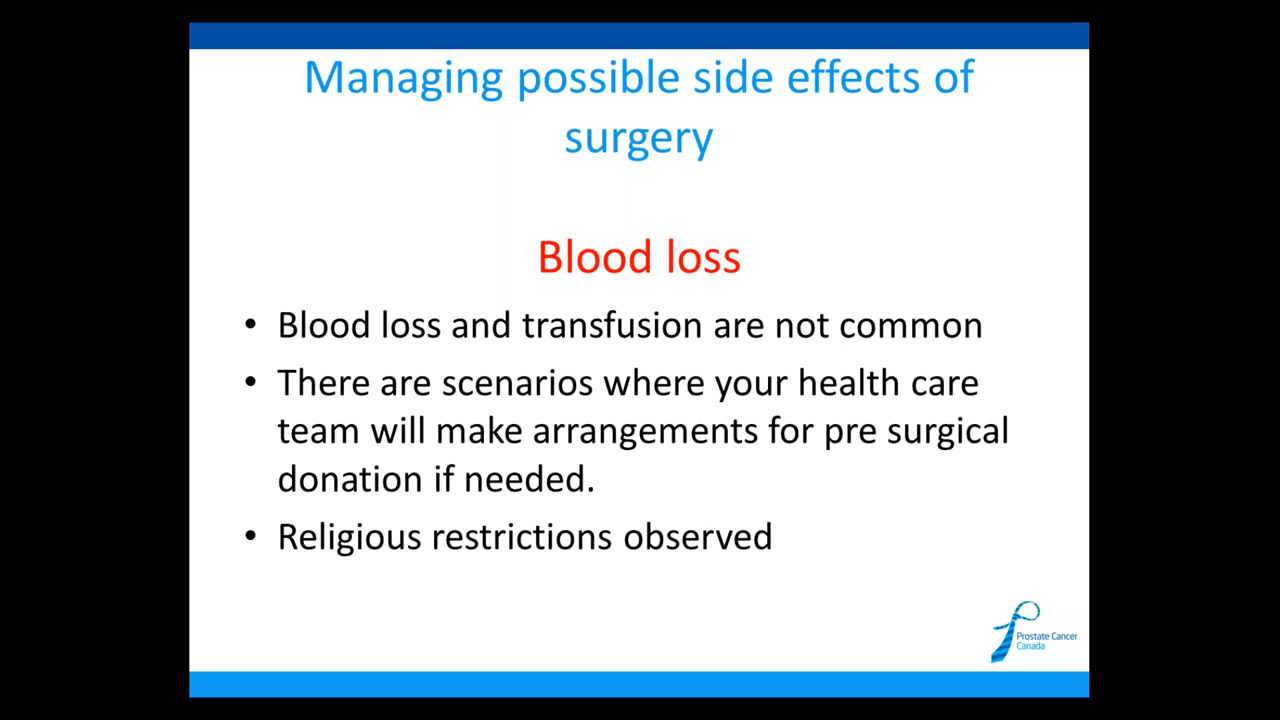 Managing possible side effects of
surgery
Blood loss
• Blood loss and transfusion are not common
• There are scenarios where your health care
team will make arrangements for pre surgical
donation if needed.
• Religious restrictions observed
Prostate Cancer
Canada